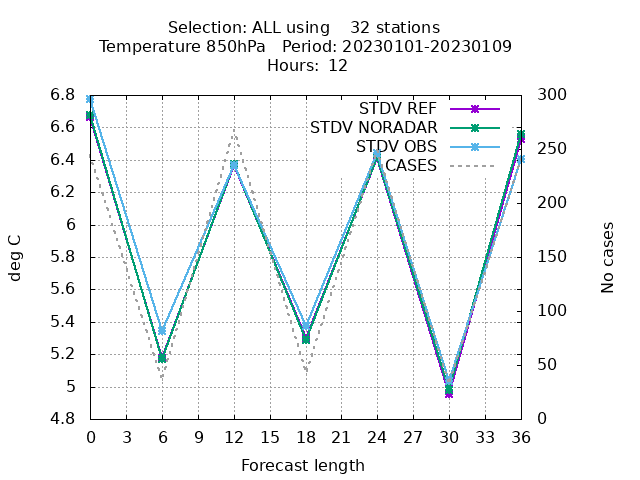 Selection: ALL using    32 stations
Temperature 850hPa   Period: 20230101-20230109
Hours:  12
STDV REF
STDV NORADAR
STDV OBS
CASES
deg C
6.8
6.6
6.4
6.2
6
5.8
5.6
5.4
5.2
5
4.8
300
250
200
150
100
50
0
No cases
0 3 6 9 12 15 18 21 24 27 30 33 36
Forecast length